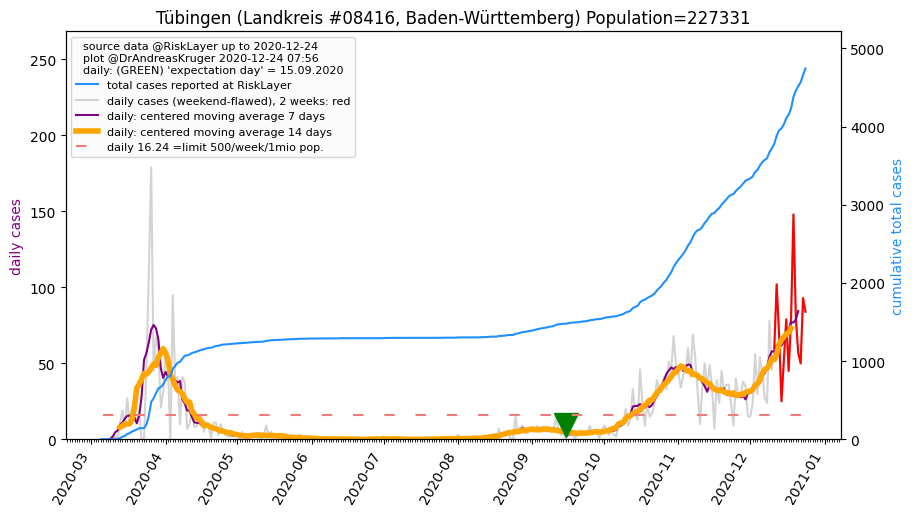 Tübingen (Landkreis #08416, Baden-Württemberg) Population=227331
source data @RiskLayer up to 2020-12-24
plot @DrAndreasKruger 2020-12-24 07:56
daily: (GREEN) 'expectation day' = 15.09.2020
total cases reported at RiskLayer
daily cases (weekend-flawed), 2 weeks: red
daily: centered moving average 7 days
daily: centered moving average 14 days
daily 16.24 =limit 500/week/1mio pop.
daily cases
250
200
150
100
50
0
cumulative total cases
5000
4000
3000
2000
1000
0
2020-03
2020-04
2020-05
2020-06
2020-07
2020-08
2020-09
2020-10
2020-11
2020-12
2021-01